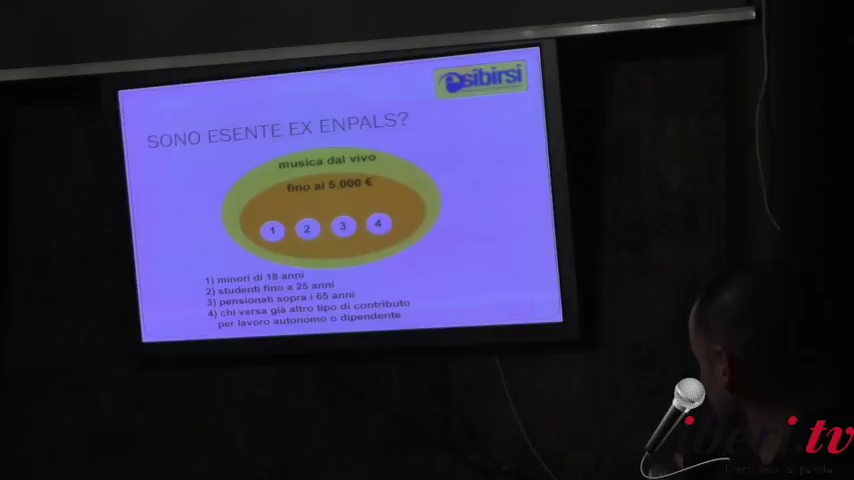 esibirsi
SONO ESENTE EX ENPALS?
musica dal vivo
fino ai 5.000 €
1 2 3 4
1) minori di 18 anni
2) studenti fino a 25 anni
3) pensionati sopra i 65 anni
4) chi versa già altro tipo di contributo
per lavoro autonomo o dipendente
.tv